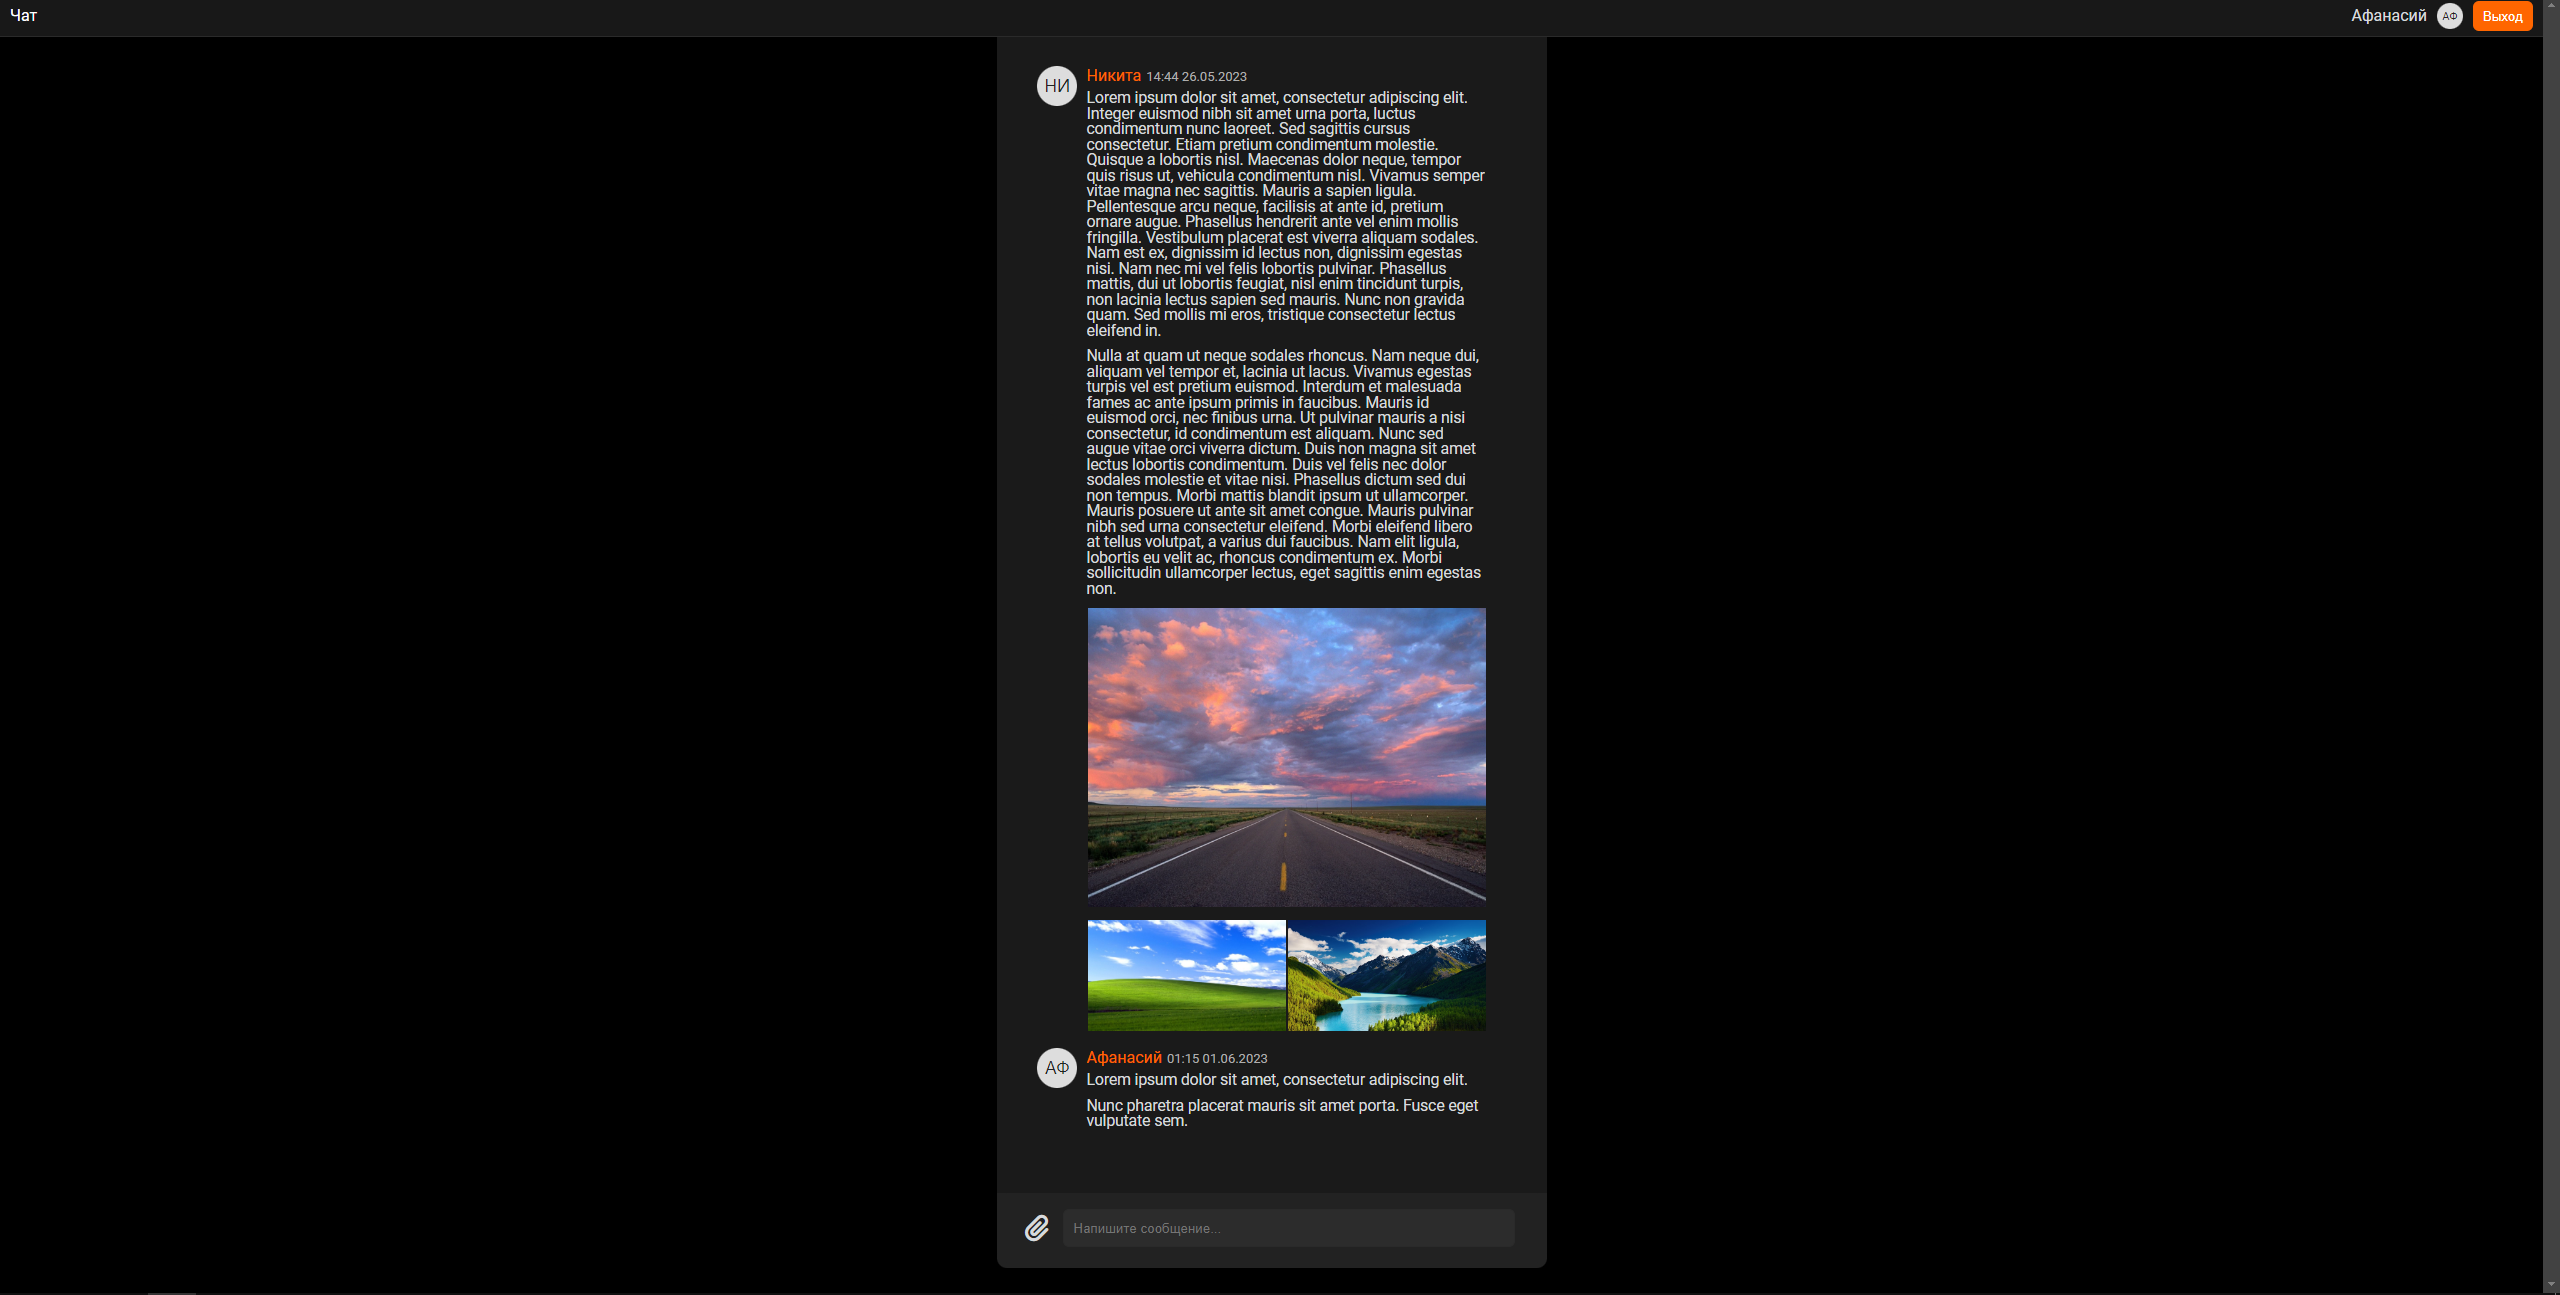 Чат
Афанасий АФ Выход
НИ Никита 14:44 26.05.2023
Lorem ipsum dolor sit amet, consectetur adipiscing elit.
Integer euismod nibh sit amet urna porta, luctus
condimentum nunc laoreet. Sed sagittis cursus
consectetur. Etiam pretium condimentum molestie.
Quisque a lobortis nisl. Maecenas dolor neque, tempor
quis risus ut, vehicula condimentum nisl. Vivamus semper
vitae magna nec sagittis. Mauris a sapien ligula.
Pellentesque arcu neque, facilisis at ante id, pretium
ornare augue. Phasellus hendrerit ante vel enim mollis
fringilla. Vestibulum placerat est viverra aliquam sodales.
Nam est ex, dignissim id lectus non, dignissim egestas
nisi. Nam nec mi vel felis lobortis pulvinar. Phasellus
mattis, dui ut lobortis feugiat, nisl enim tincidunt turpis,
non lacinia lectus sapien sed mauris. Nunc non gravida
quam. Sed mollis mi eros, tristique consectetur lectus
eleifend in.
Nulla at quam ut neque sodales rhoncus. Nam neque dui,
aliquam vel tempor et, lacinia ut lacus. Vivamus egestas
turpis vel est pretium euismod. Interdum et malesuada
fames ac ante ipsum primis in faucibus. Mauris id
euismod orci, nec finibus urna. Ut pulvinar mauris a nisi
consectetur, id condimentum est aliquam. Nunc sed
augue vitae orci viverra dictum. Duis non magna sit amet
lectus lobortis condimentum. Duis vel felis nec dolor
sodales molestie et vitae nisi. Phasellus dictum sed dui
non tempus. Morbi mattis blandit ipsum ut ullamcorper.
Mauris posuere ut ante sit amet congue. Mauris pulvinar
nibh sed urna consectetur eleifend. Morbi eleifend libero
at tellus volutpat, a varius dui faucibus. Nam elit ligula,
lobortis eu velit ac, rhoncus condimentum ex. Morbi
sollicitudin ullamcorper lectus, eget sagittis enim egestas
non.
АФ Афанасий 01:15 01.06.2023
Lorem ipsum dolor sit amet, consectetur adipiscing elit.
Nunc pharetra placerat mauris sit amet porta. Fusce eget
vulputate sem.
Напишите сообщение...